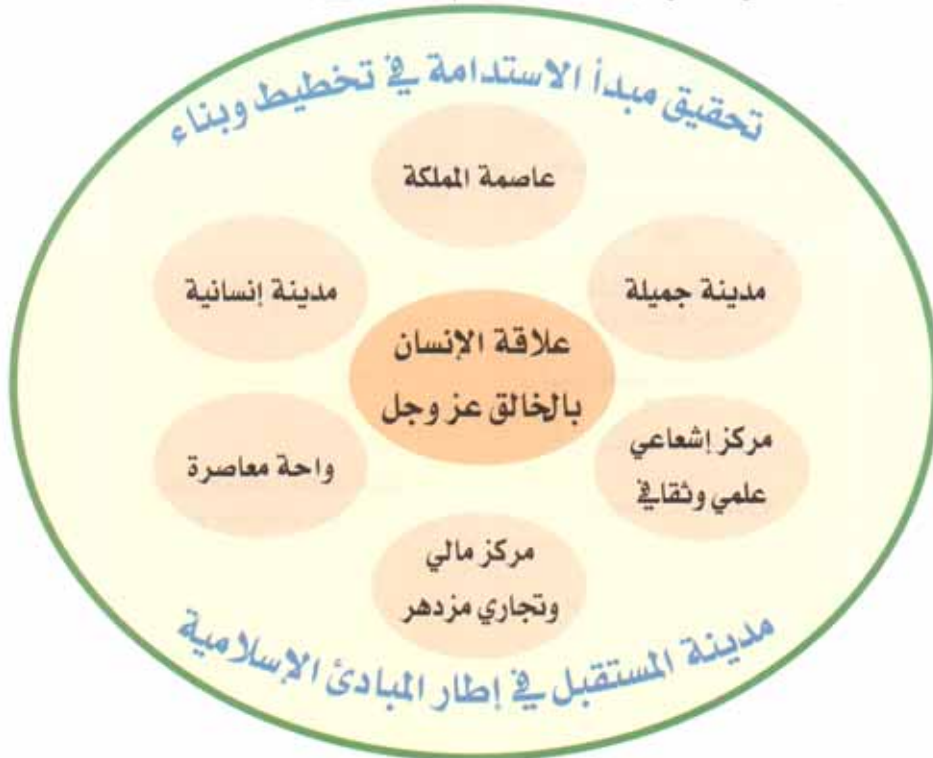 تحقيق مبدأ الاستدامة في تخطيط وبناء
عاصمة المملكة
مدينة جميلة
مدينة إنسانية
علاقة الإنسان
بالخالق عز وجل
مركز إشعاعي
علمي وثقافي
واحة معاصرة
مركز مالي
وتجاري مزدهر
مدينة المستقبل في إطار المبادئ الإسلامية